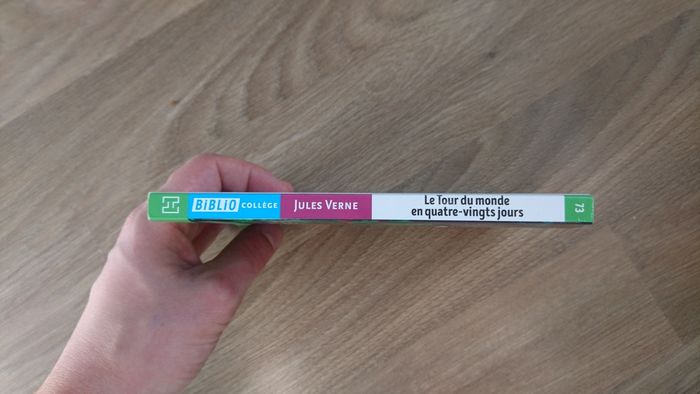 BiBLiO COLLÈGE
JULES VERNE
Le Tour du monde
en quatre-vingts jours
73